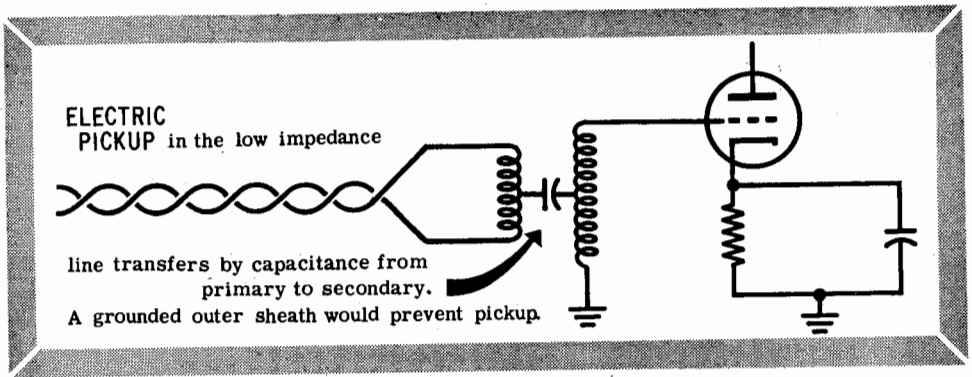 ELECTRIC
PICKUP in the low impedance
line transfers by capacitance from
primary to secondary.
A grounded outer sheath would prevent pickup.